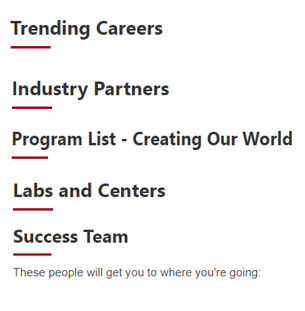 Trending Careers
Industry Partners
Program List - Creating Our World
Labs and Centers
Success Team
These people will get you to where you're going: